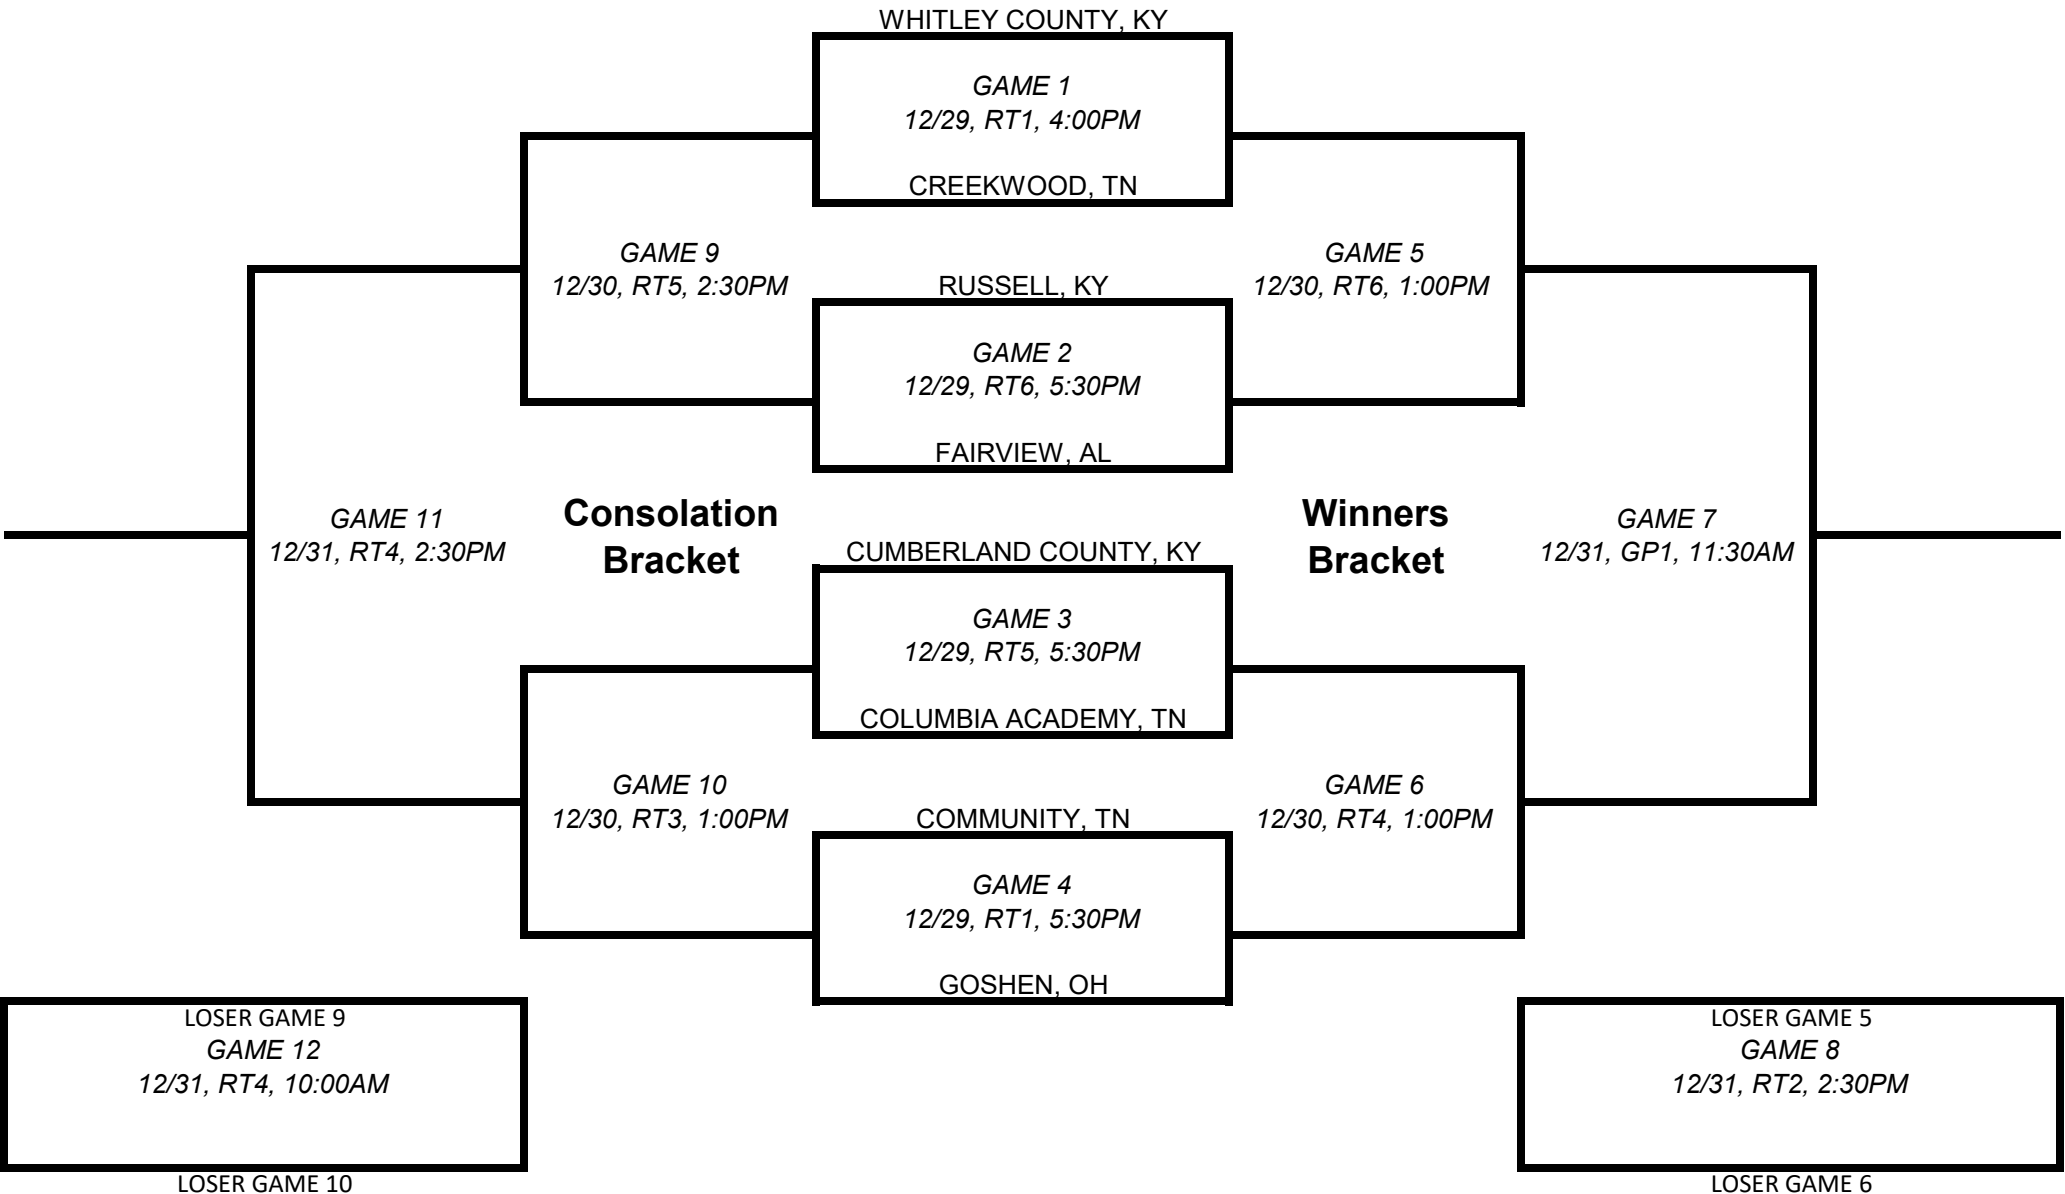 WHITLEY COUNTY, KY
GAME 1
12/29, RT1, 4:00PM
CREEKWOOD, TN
GAME 9
12/30, RT5, 2:30PM
RUSSELL, KY
GAME 5
12/30, RT6, 1:00PM
GAME 2
12/29, RT6, 5:30PM
FAIRVIEW, AL
GAME 11
12/31, RT4, 2:30PM
Consolation
Bracket
CUMBERLAND COUNTY, KY
Winners
Bracket
GAME 7
12/31, GP1, 11:30AM
GAME 3
12/29, RT5, 5:30PM
COLUMBIA ACADEMY, TN
GAME 10
12/30, RT3, 1:00PM
COMMUNITY, TN
GAME 6
12/30, RT4, 1:00PM
GAME 4
12/29, RT1, 5:30PM
GOSHEN, OH
LOSER GAME 9
GAME 12
12/31, RT4, 10:00AM
LOSER GAME 10
LOSER GAME 5
GAME 8
12/31, RT2, 2:30PM
LOSER GAME 6